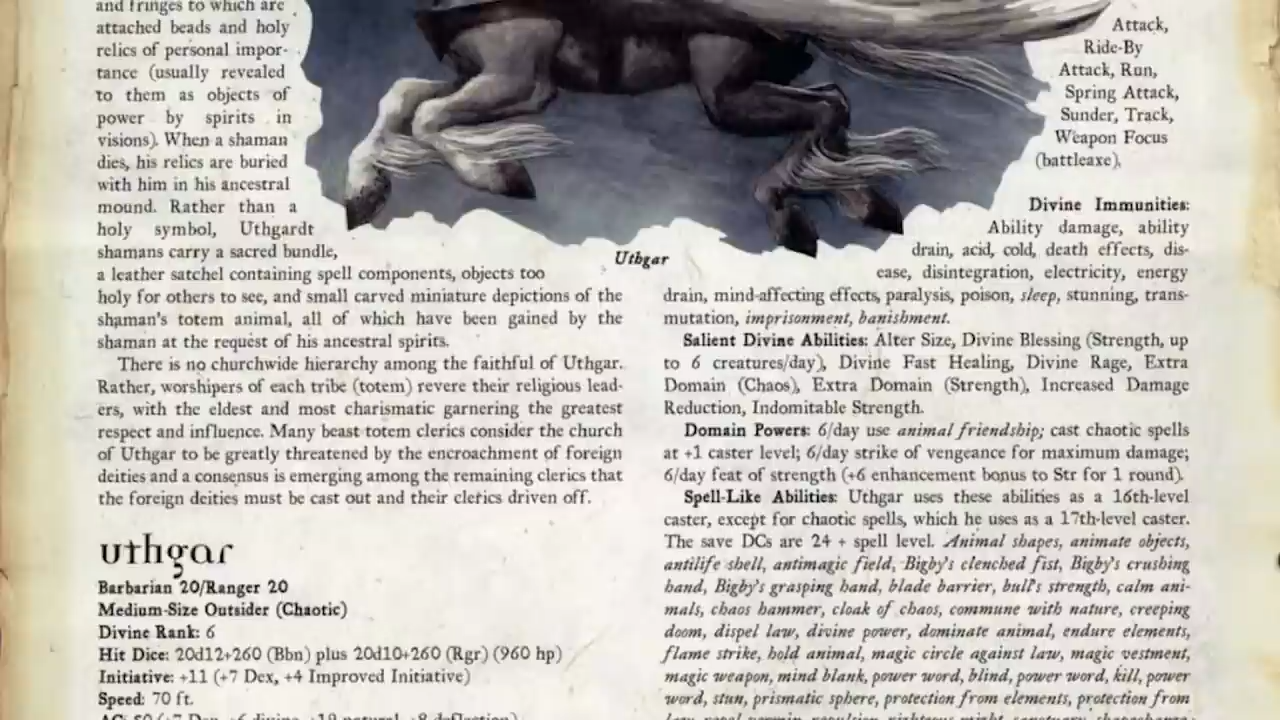 and fringes to which are
attached beads and holy
relics of personal impor-
tance (usually revealed
to them as objects of
power by spirits in
visions). When a shaman
dies, his relics are buried
with him in his ancestral
mound. Rather than a
holy symbol, Uthgardt
shamans carry a sacred bundle,
a leather satchel containing spell components, objects too
holy for others to see, and small carved miniature depictions of the
shaman's totem animal, all of which have been gained by the
shaman at the request of his ancestral spirits.
There is no churchwide hierarchy among the faithful of Uthgar.
Rather, worshipers of each tribe (totem) revere their religious lead-
ers, with the eldest and most charismatic garnering the greatest
respect and influence. Many beast totem clerics consider the church
of Uthgar to be greatly threatened by the encroachment of foreign
deities and a consensus is emerging among the remaining clerics that
the foreign deities must be cast out and their clerics driven off.
uthgar
Barbarian 20/Ranger 20
Medium-Size Outsider (Chaotic)
Divine Rank: 6
Hit Dice: 20d12+260 (Bbn) plus 20d10+260 (Rgr) (960 hp)
Initiative: +11 (+7 Dex, +4 Improved Initiative)
Speed: 70 ft.
Uthgar
Attack,
Ride-By
Attack, Run,
Spring Attack,
Sunder, Track,
Weapon Focus
(battleaxe).
Divine Immunities:
Ability damage, ability
drain, acid, cold, death effects, dis-
ease, disintegration, electricity, energy
drain, mind-affecting effects, paralysis, poison, sleep, stunning, trans-
mutation, imprisonment, banishment.
Salient Divine Abilities: Alter Size, Divine Blessing (Strength, up
to 6 creatures/day), Divine Fast Healing, Divine Rage, Extra
Domain (Chaos), Extra Domain (Strength), Increased Damage
Reduction, Indomitable Strength.
Domain Powers: 6/day use animal friendship; cast chaotic spells
at +1 caster level; 6/day strike of vengeance for maximum damage;
6/day feat of strength (+6 enhancement bonus to Str for 1 round).
Spell-Like Abilities: Uthgar uses these abilities as a 16th-level
caster, except for chaotic spells, which he uses as a 17th-level caster.
The save DCs are 24 + spell level. Animal shapes, animate objects,
antilife shell, antimagic field, Bigby's clenched fist, Bigby's crushing
hand, Bigby's grasping hand, blade barrier, bull's strength, calm ani-
mals, chaos hammer, cloak of chaos, commune with nature, creeping
doom, dispel law, divine power, dominate animal, endure elements,
flame strike, hold animal, magic circle against law, magic vestment,
magic weapon, mind blank, power word, blind, power word, kill, power
word, stun, prismatic sphere, protection from elements, protection from